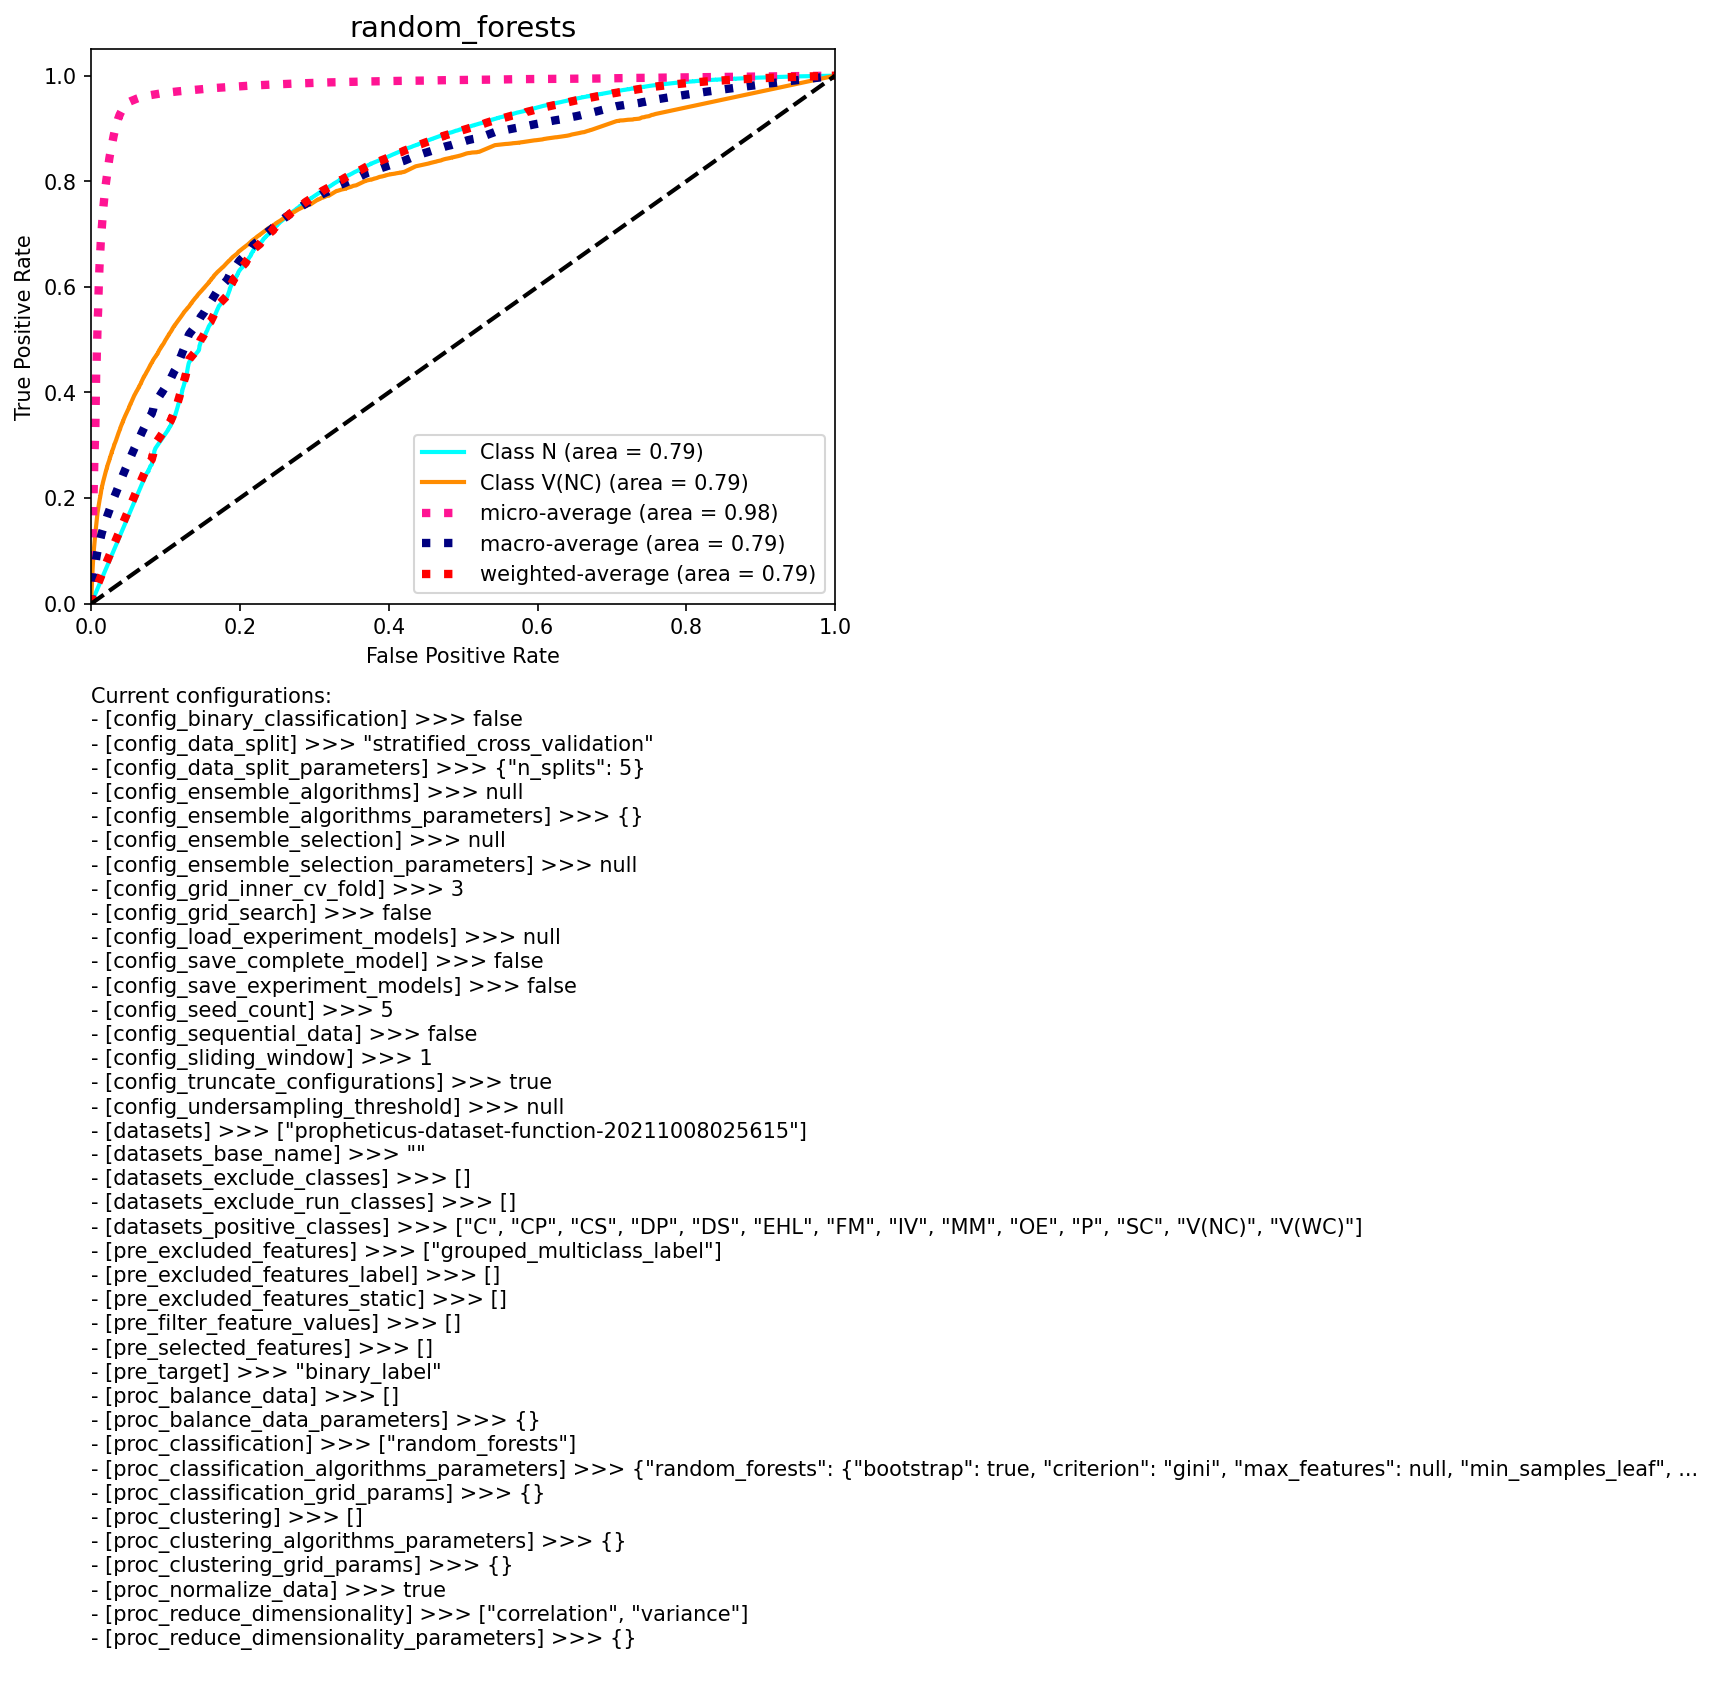 random_forests
1.0
0.8
0.6
0.4
0.2
0.0
True Positive Rate
Class N (area = 0.79)
Class V(NC) (area = 0.79)
micro-average (area = 0.98)
macro-average (area = 0.79)
weighted-average (area = 0.79)
0.0 0.2 0.4 0.6 0.8 1.0
False Positive Rate
Current configurations:
- [config_binary_classification] >>> false
- [config_data_split] >>> "stratified_cross_validation"
- [config_data_split_parameters] >>> {"n_splits": 5}
- [config_ensemble_algorithms] >>> null
- [config_ensemble_algorithms_parameters] >>> {}
- [config_ensemble_selection] >>> null
- [config_ensemble_selection_parameters] >>> null
- [config_grid_inner_cv_fold] >>> 3
- [config_grid_search] >>> false
- [config_load_experiment_models] >>> null
- [config_save_complete_model] >>> false
- [config_save_experiment_models] >>> false
- [config_seed_count] >>> 5
- [config_sequential_data] >>> false
- [config_sliding_window] >>> 1
- [config_truncate_configurations] >>> true
- [config_undersampling_threshold] >>> null
- [datasets] >>> ["propheticus-dataset-function-20211008025615"]
- [datasets_base_name] >>> ""
- [datasets_exclude_classes] >>> []
- [datasets_exclude_run_classes] >>> []
- [datasets_positive_classes] >>> ["C", "CP", "CS", "DP", "DS", "EHL", "FM", "IV", "MM", "OE", "P", "SC", "V(NC)", "V(WC)"]
- [pre_excluded_features] >>> ["grouped_multiclass_label"]
- [pre_excluded_features_label] >>> []
- [pre_excluded_features_static] >>> []
- [pre_filter_feature_values] >>> []
- [pre_selected_features] >>> []
- [pre_target] >>> "binary_label"
- [proc_balance_data] >>> []
- [proc_balance_data_parameters] >>> {}
- [proc_classification] >>> ["random_forests"]
- [proc_classification_algorithms_parameters] >>> {"random_forests": {"bootstrap": true, "criterion": "gini", "max_features": null, "min_samples_leaf", ...
- [proc_classification_grid_params] >>> {}
- [proc_clustering] >>> []
- [proc_clustering_algorithms_parameters] >>> {}
- [proc_clustering_grid_params] >>> {}
- [proc_normalize_data] >>> true
- [proc_reduce_dimensionality] >>> ["correlation", "variance"]
- [proc_reduce_dimensionality_parameters] >>> {}